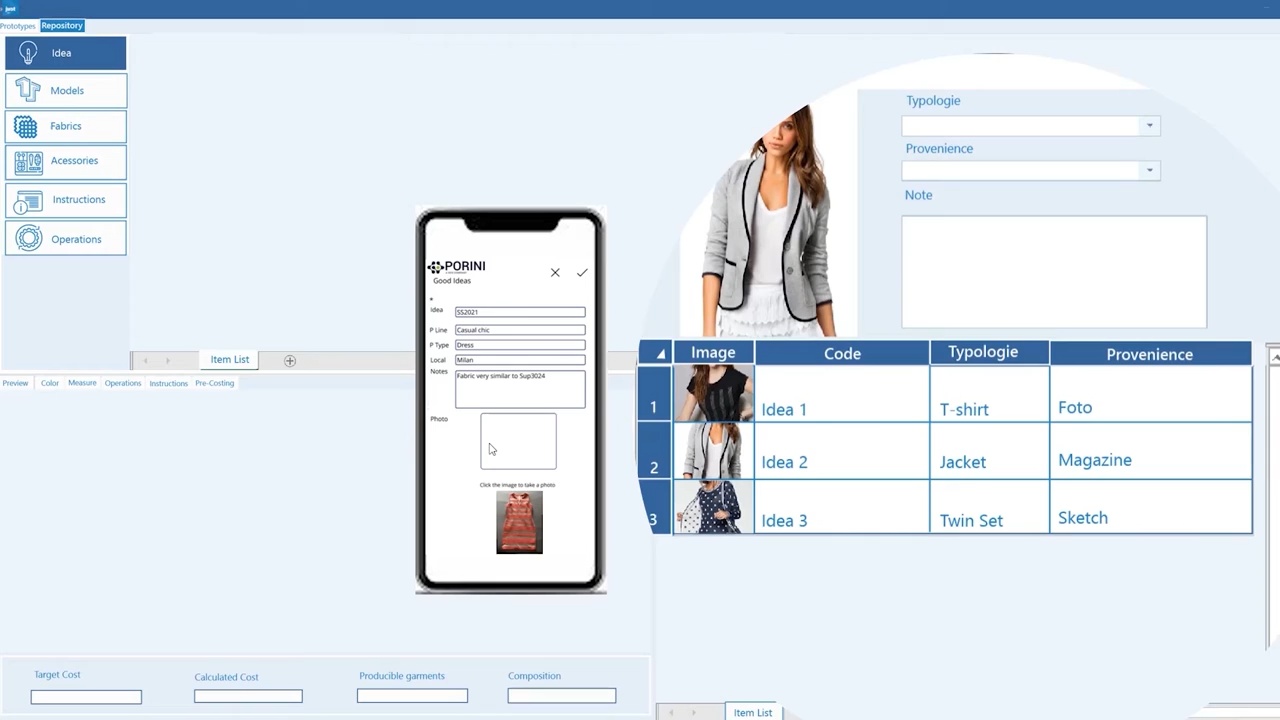 Prototypes Repository
Idea
Models
Fabrics
Acessories
Instructions
Operations
Item List
Preview Color Measure Operations Instructions Pre-Costing
Target Cost
Calculated Cost
Producible garments
Composition
PORINI
Good Ideas
*
Idea SS2021
P Line Casual chic
P Type Dress
Local Milan
Notes Fabric very similar to Sup3024
Photo
Click the image to take a photo
Typologie
Provenience
Note
Image Code Typologie Provenience
1 Idea 1 T-shirt Foto
2 Idea 2 Jacket Magazine
3 Idea 3 Twin Set Sketch
Item List